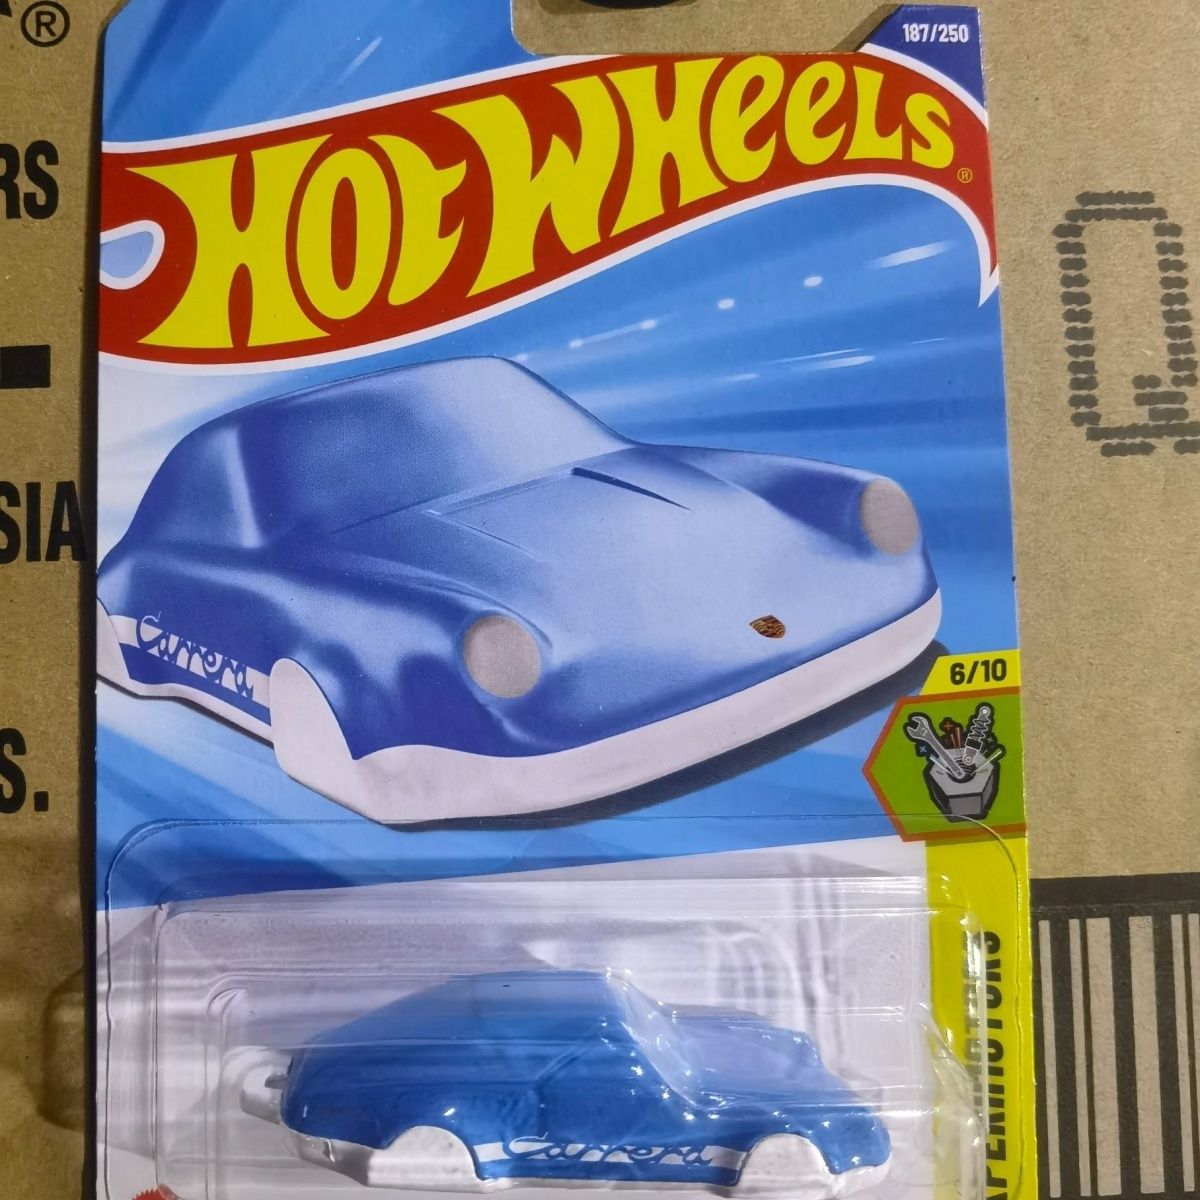 ®
187/250
HOT WHEELS®
RS
Q
SIA
Carrera
6/10
S.
Carrera